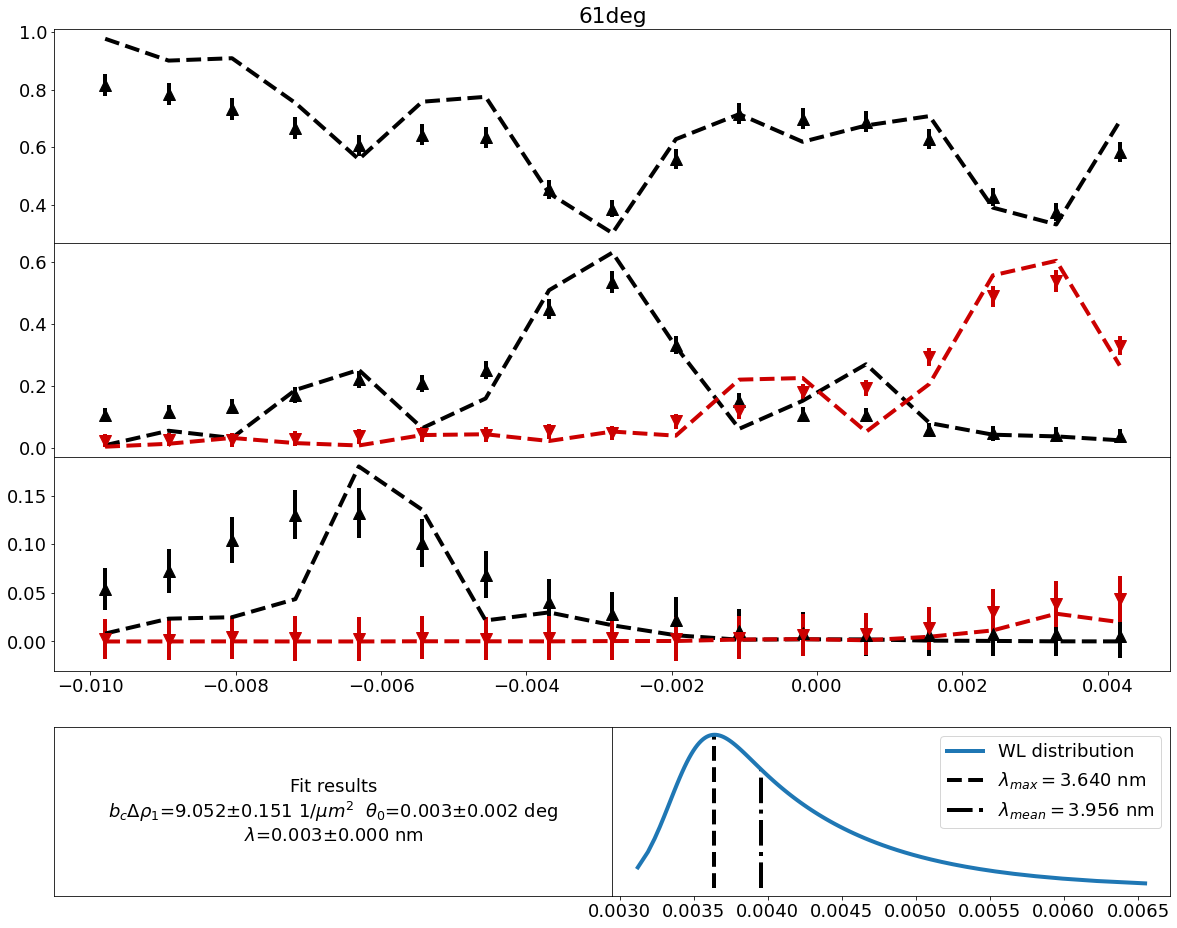 61deg
1.0
0.8
0.6
0.4
0.6
0.4
0.2
0.0
0.15
0.10
0.05
0.00
−0.010 −0.008 −0.006 −0.004 −0.002 0.000 0.002 0.004
Fit results
b_cΔρ_1=9.052±0.151 1/μm² θ_0=0.003±0.002 deg
λ=0.003±0.000 nm
WL distribution
λ_max = 3.640 nm
λ_mean = 3.956 nm
0.0030 0.0035 0.0040 0.0045 0.0050 0.0055 0.0060 0.0065